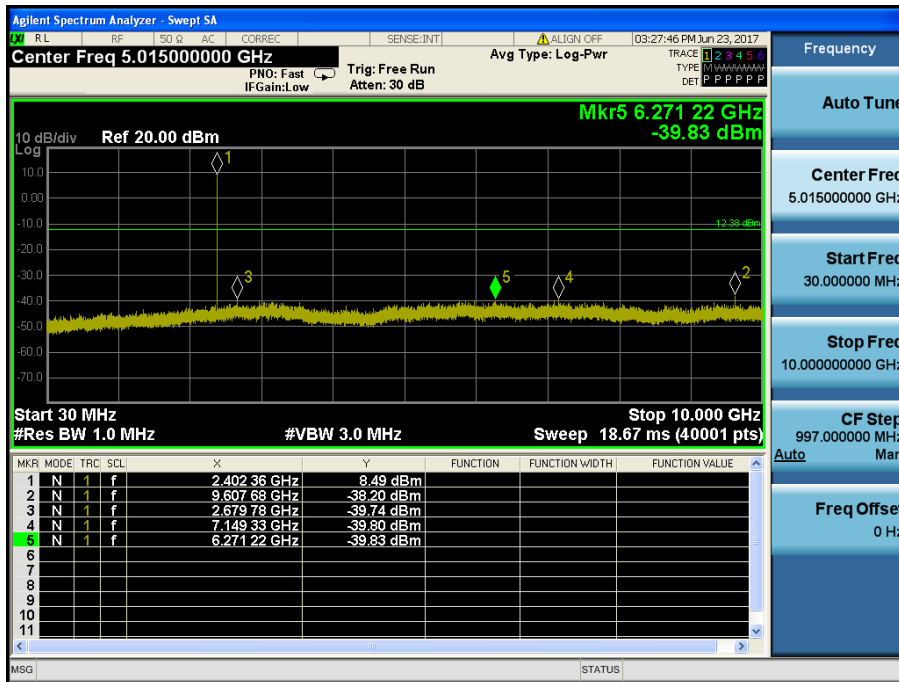 Agilent Spectrum Analyzer - Swept SA
LXI RL RF 50 Ω AC CORREC SENSE:INT ALIGN OFF 03:27:46 PM Jun 23, 2017
Center Freq 5.015000000 GHz
PNO: Fast
IFGain:Low
Trig: Free Run
Atten: 30 dB
Avg Type: Log-Pwr
TRACE 1 2 3 4 5 6
TYPE M W W W W W
DET P P P P P P
Mkr5 6.271 22 GHz
-39.83 dBm
10 dB/div Ref 20.00 dBm
Log
10.0
0.00
-10.0
-20.0
-30.0
-40.0
-50.0
-60.0
-70.0
1
3
5
4
2
-12.38 dBm
Start 30 MHz Stop 10.000 GHz
#Res BW 1.0 MHz #VBW 3.0 MHz Sweep 18.67 ms (40001 pts)
MKR MODE TRC SCL X Y FUNCTION FUNCTION WIDTH FUNCTION VALUE
1 N 1 f 2.402 36 GHz 8.49 dBm
2 N 1 f 9.607 68 GHz -38.20 dBm
3 N 1 f 2.679 78 GHz -39.74 dBm
4 N 1 f 7.149 33 GHz -39.80 dBm
5 N 1 f 6.271 22 GHz -39.83 dBm
6
7
8
9
10
11
MSG STATUS
Frequency
Auto Tune
Center Freq
5.015000000 GHz
Start Freq
30.000000 MHz
Stop Freq
10.000000000 GHz
CF Step
997.000000 MHz
Auto Man
Freq Offset
0 Hz